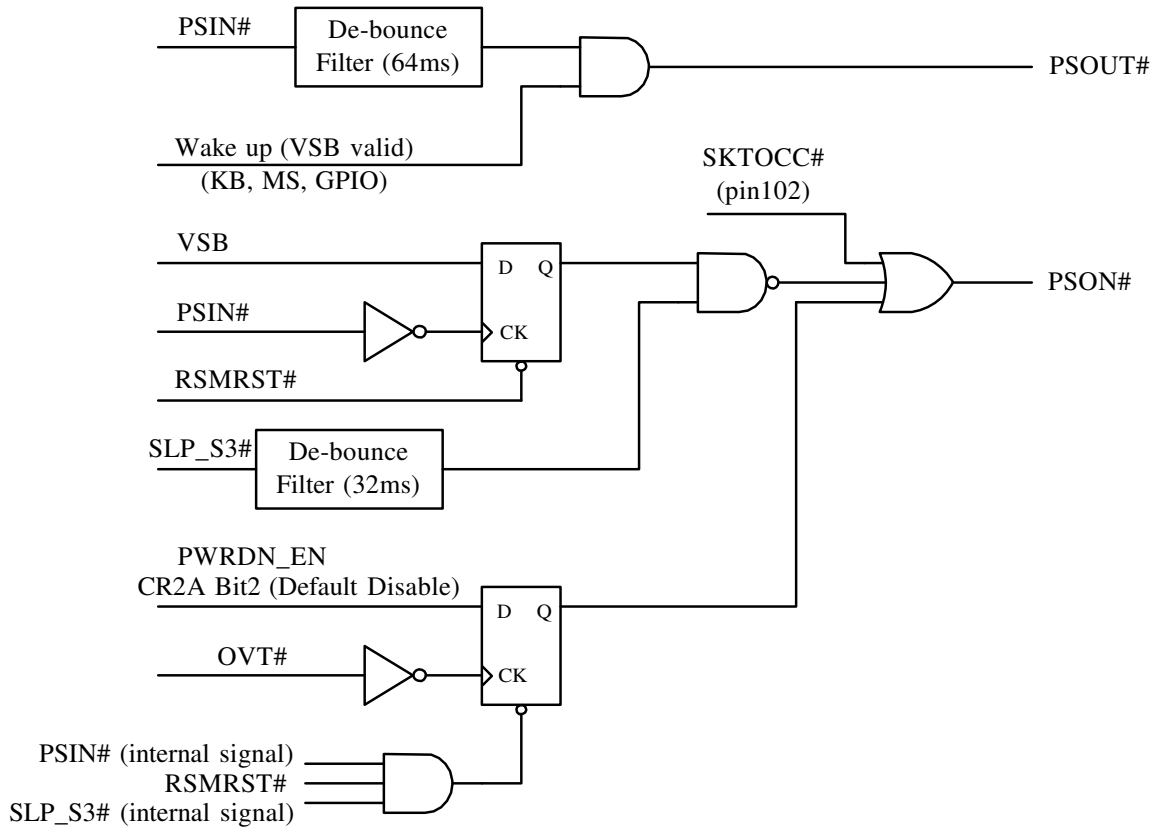 PSIN#
De-bounce
Filter (64ms)
PSOUT#
Wake up (VSB valid)
(KB, MS, GPIO)
SKTOCC#
(pin102)
VSB
D Q
PSON#
PSIN#
CK
RSMRST#
SLP_S3#
De-bounce
Filter (32ms)
PWRDN_EN
CR2A Bit2 (Default Disable)
D Q
OVT#
CK
PSIN# (internal signal)
RSMRST#
SLP_S3# (internal signal)